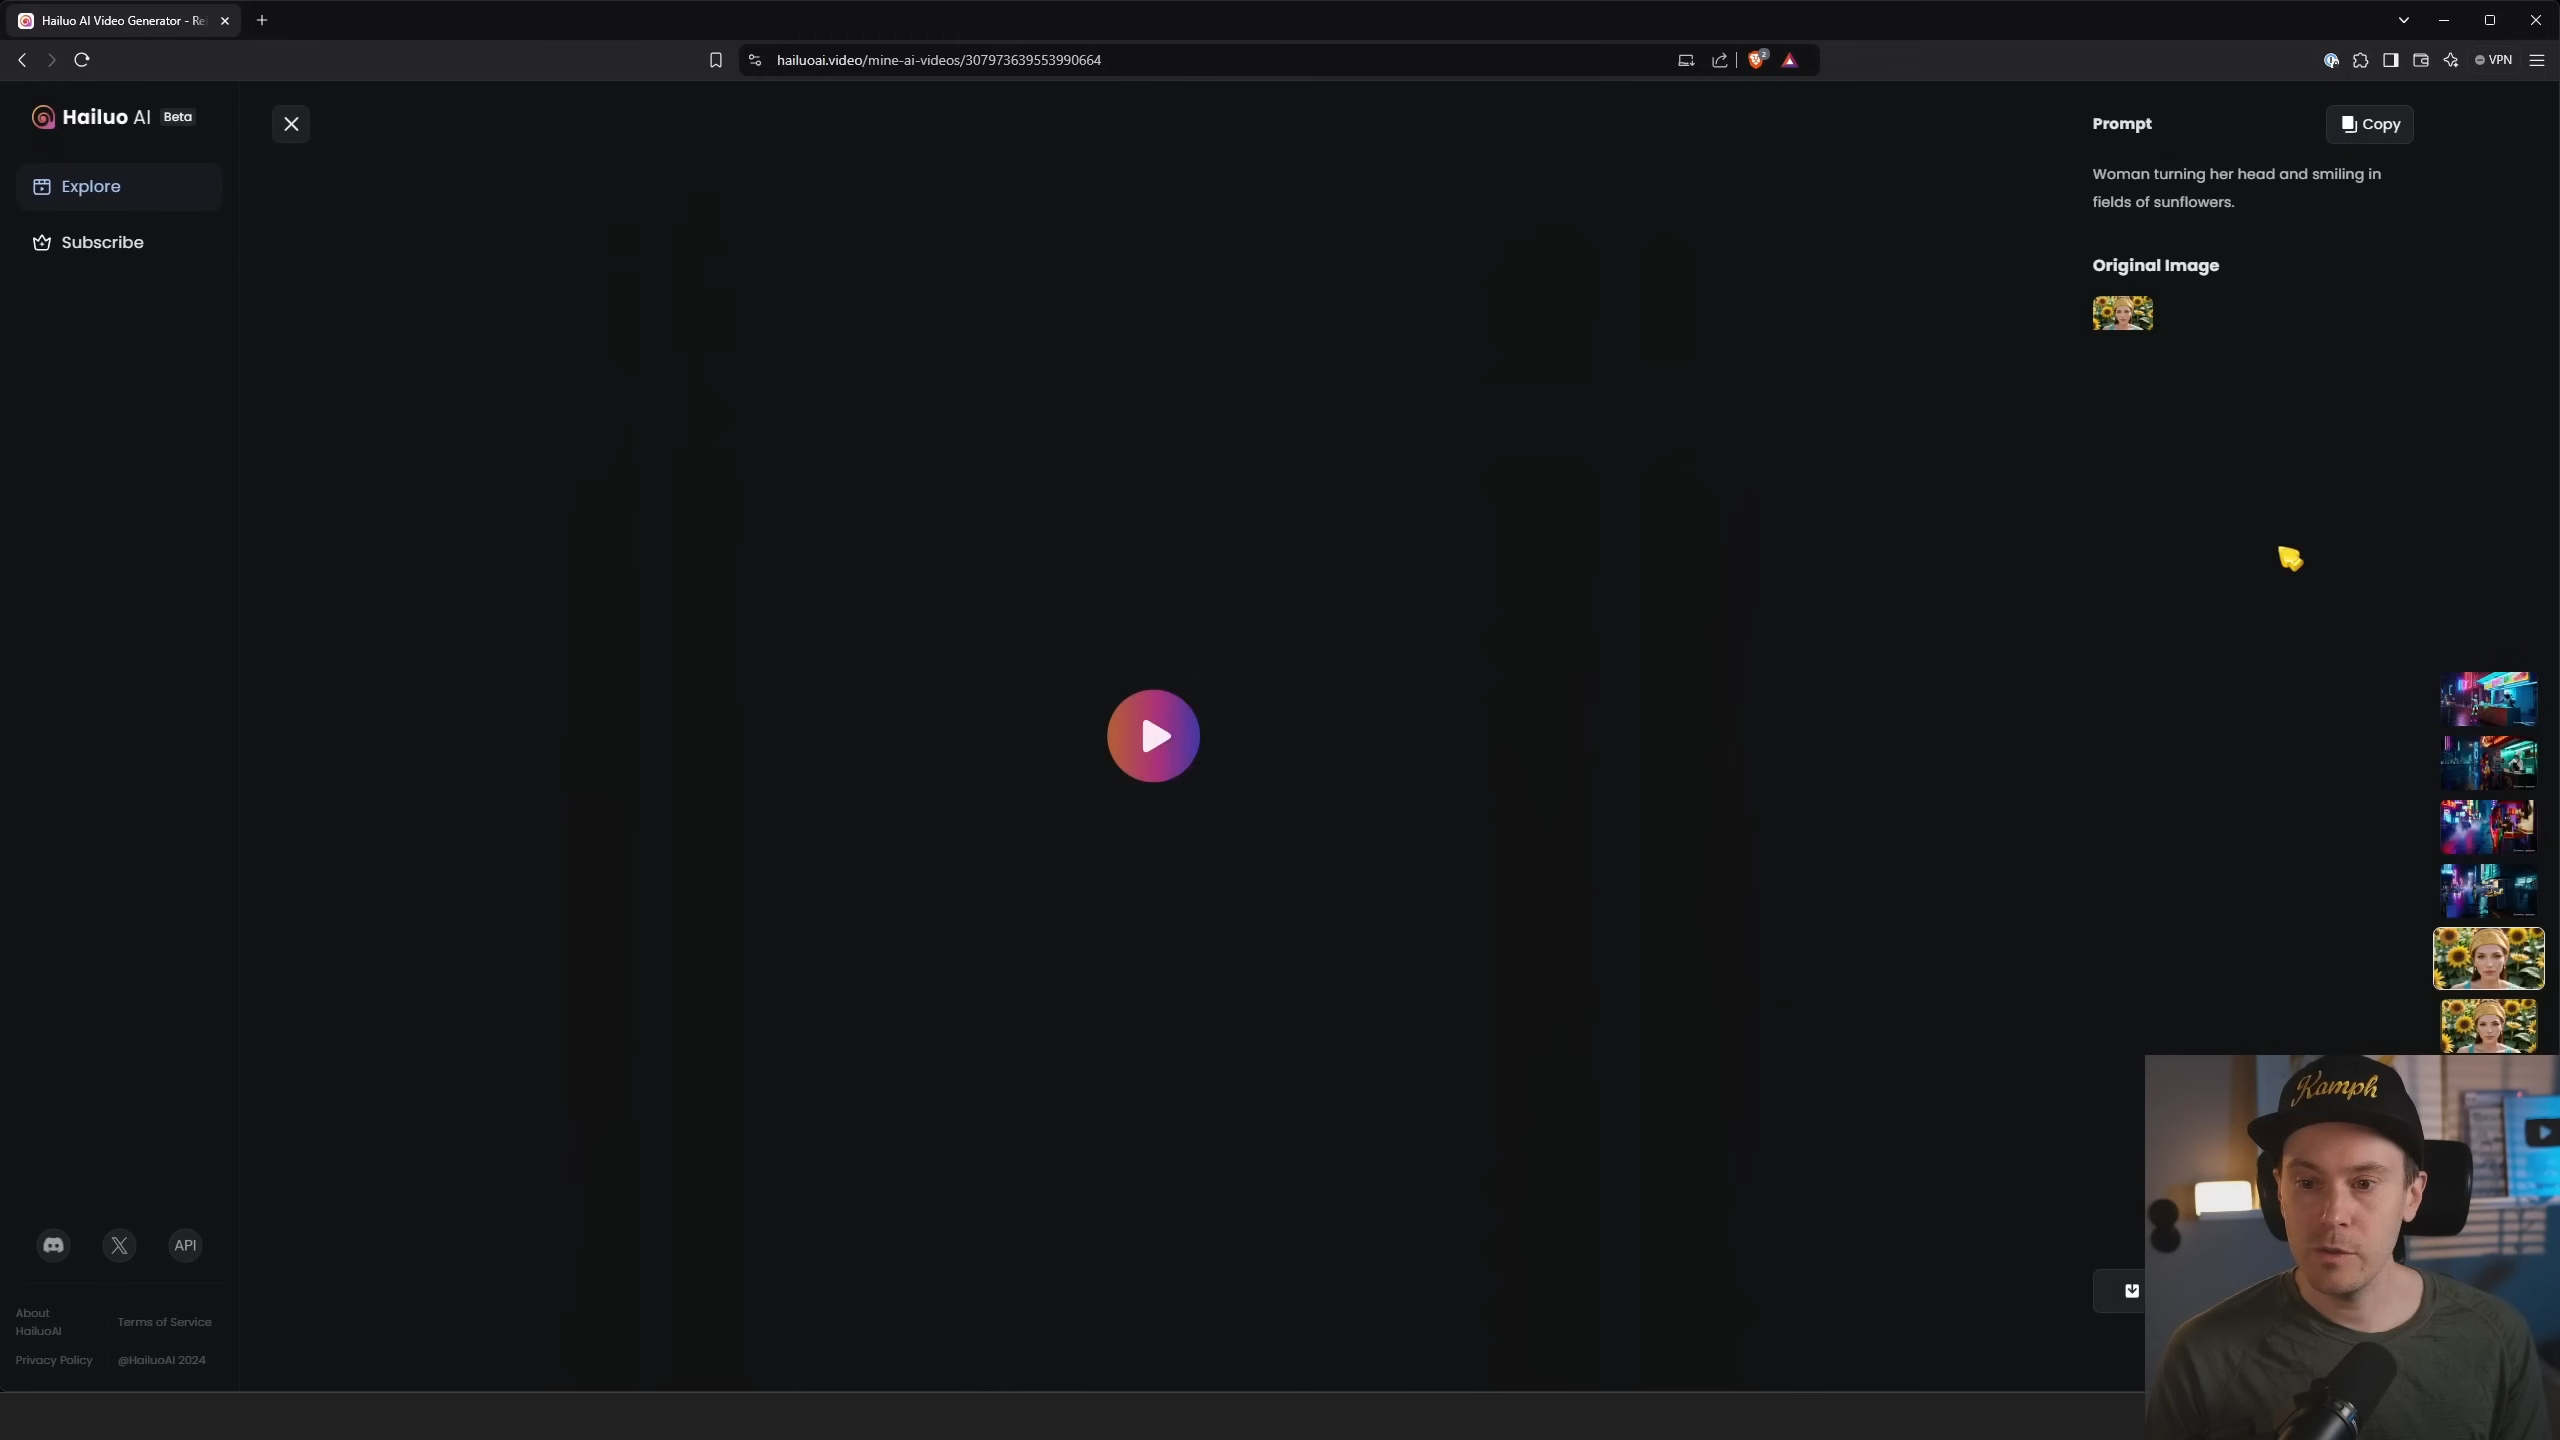 Hailuo AI Video Generator - Re
hailuoai.video/mine-ai-videos/307973639553990664
2
VPN
Hailuo AI Beta
Explore
Subscribe
Prompt
Copy
Woman turning her head and smiling in
fields of sunflowers.
Original Image
API
About
HailuoAI
Terms of Service
Privacy Policy
@HailuoAI 2024
Kamph